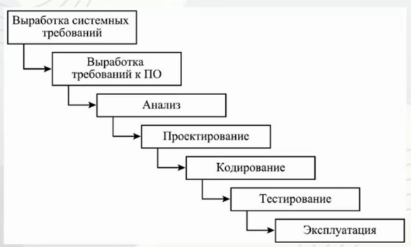 Выработка системных
требований
Выработка
требований к ПО
Анализ
Проектирование
Кодирование
Тестирование
Эксплуатация